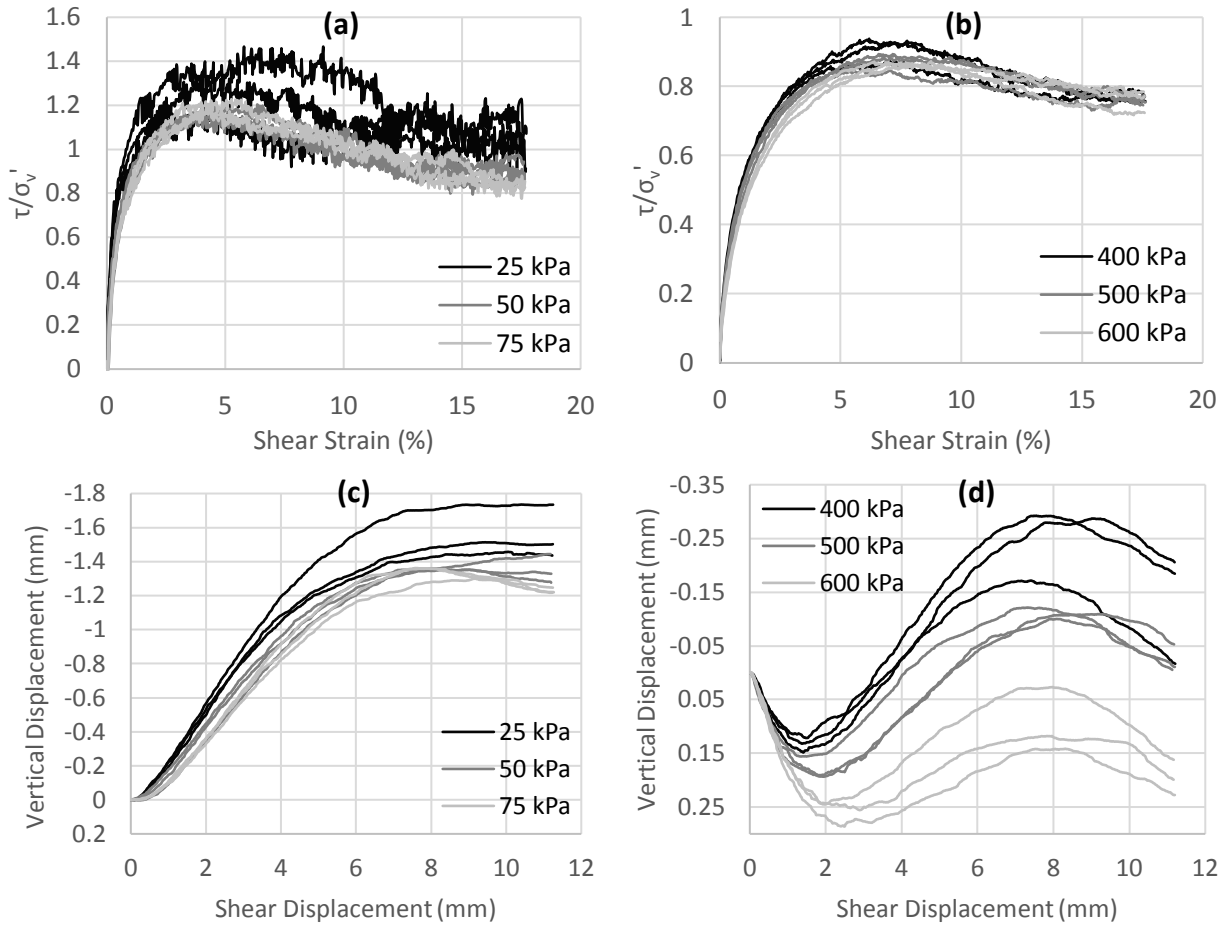 (a)
1.6
1.4
1.2
1
0.8
0.6
0.4
0.2
0
τ/σv'
25 kPa
50 kPa
75 kPa
0 5 10 15 20
Shear Strain (%)
(b)
1
0.8
0.6
0.4
0.2
0
τ/σv'
400 kPa
500 kPa
600 kPa
0 5 10 15 20
Shear Strain (%)
(c)
-1.8
-1.6
-1.4
-1.2
-1
-0.8
-0.6
-0.4
-0.2
0
0.2
Vertical Displacement (mm)
25 kPa
50 kPa
75 kPa
0 2 4 6 8 10 12
Shear Displacement (mm)
(d)
-0.35
-0.25
-0.15
-0.05
0.05
0.15
0.25
Vertical Displacement (mm)
400 kPa
500 kPa
600 kPa
0 2 4 6 8 10 12
Shear Displacement (mm)